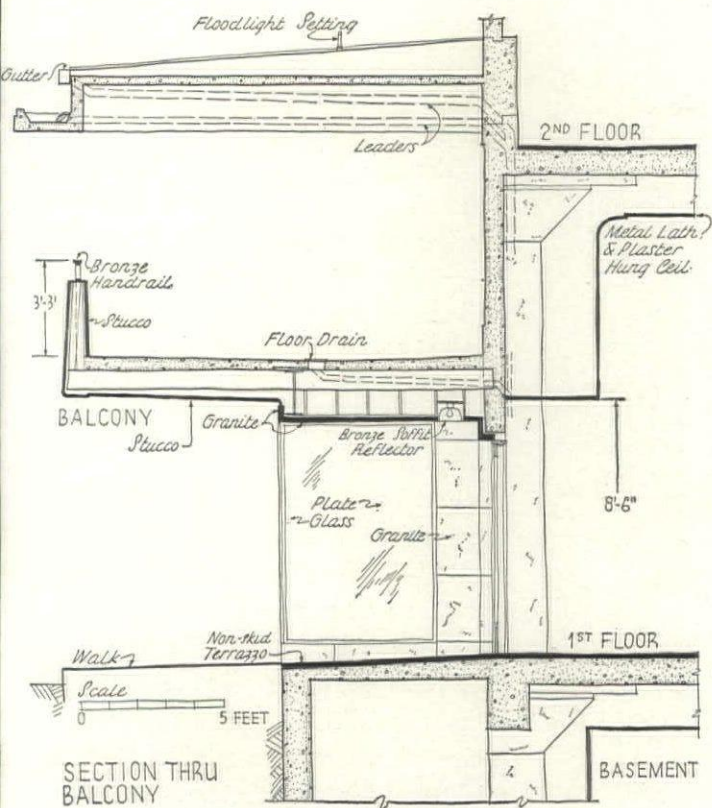 Floodlight Setting
Gutter
Leaders
2ND FLOOR
Metal Lath
& Plaster
Hung Ceil.
Bronze
Handrail
3'-3"
Stucco
Floor Drain
BALCONY
Granite
Stucco
Bronze Soffit
Reflector
8'-6"
Plate
Glass
Granite
Non-skid
Terrazzo
1ST FLOOR
Walk
Scale
0
5 FEET
SECTION THRU
BALCONY
BASEMENT